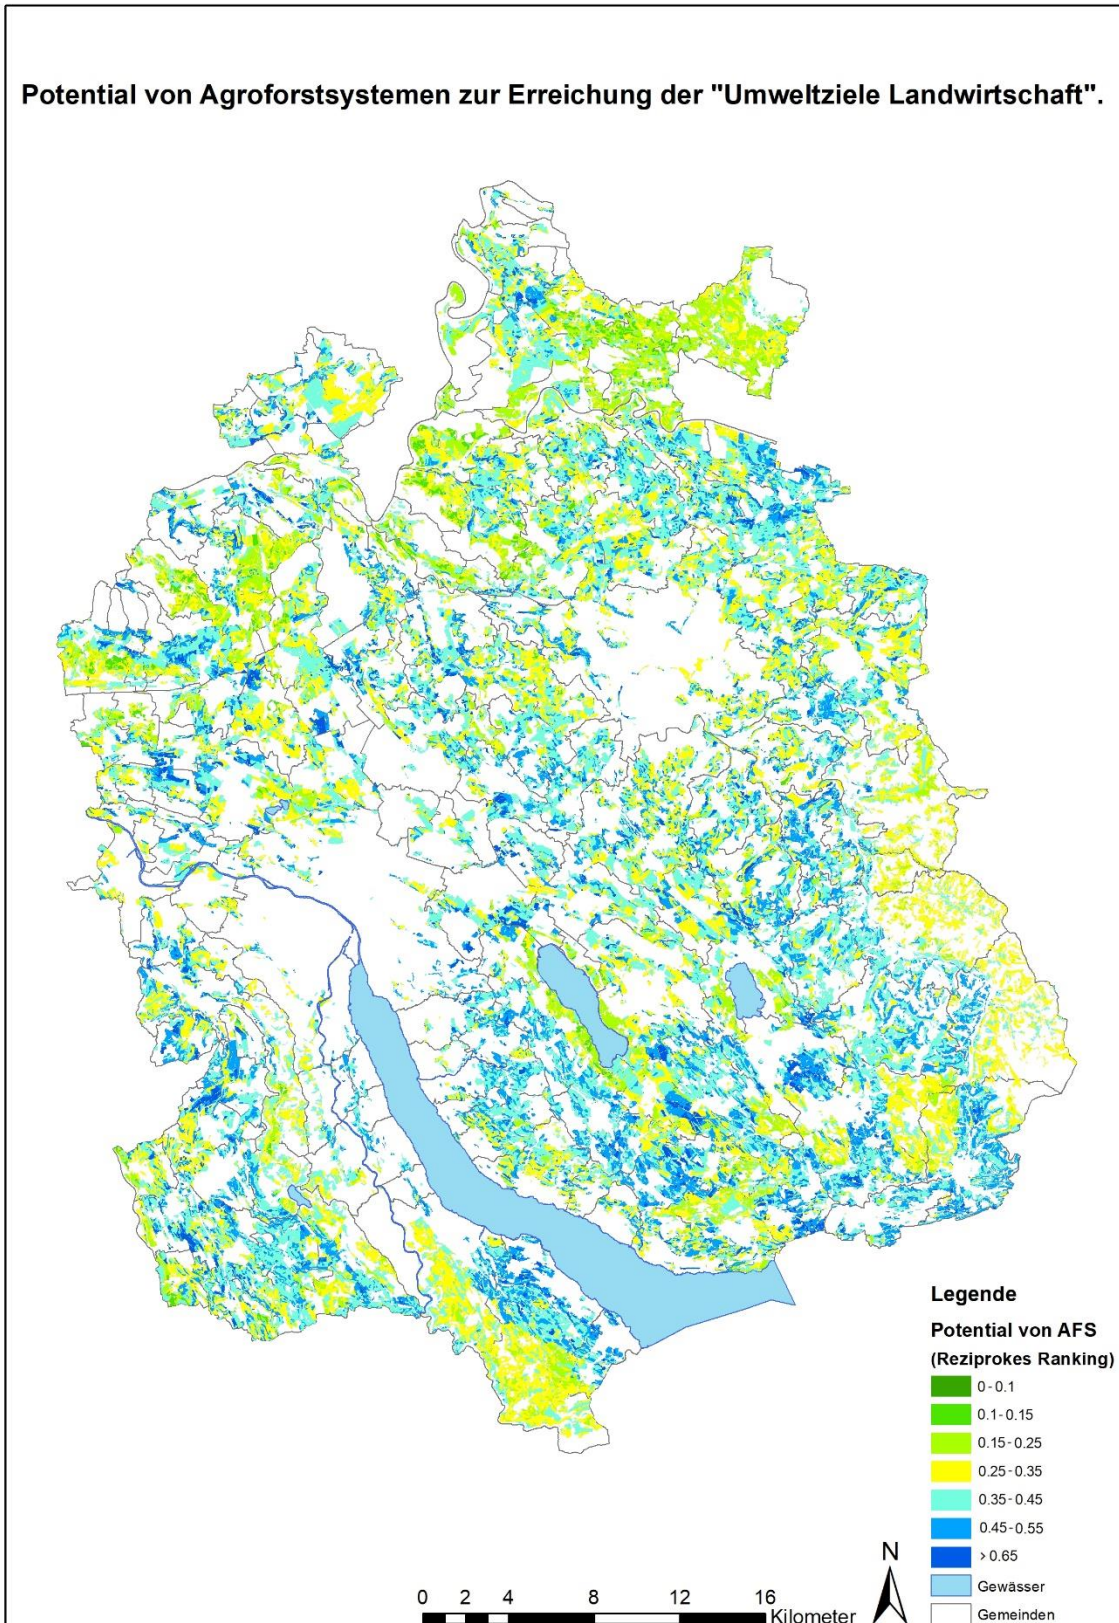 Potential von Agroforstsystemen zur Erreichung der "Umweltziele Landwirtschaft".
Legende
Potential von AFS
(Reziprokes Ranking)
0-0.1
0.1-0.15
0.15-0.25
0.25-0.35
0.35-0.45
0.45-0.55
>0.65
Gewässer
Gemeinden
N
0 2 4 8 12 16
Kilometer